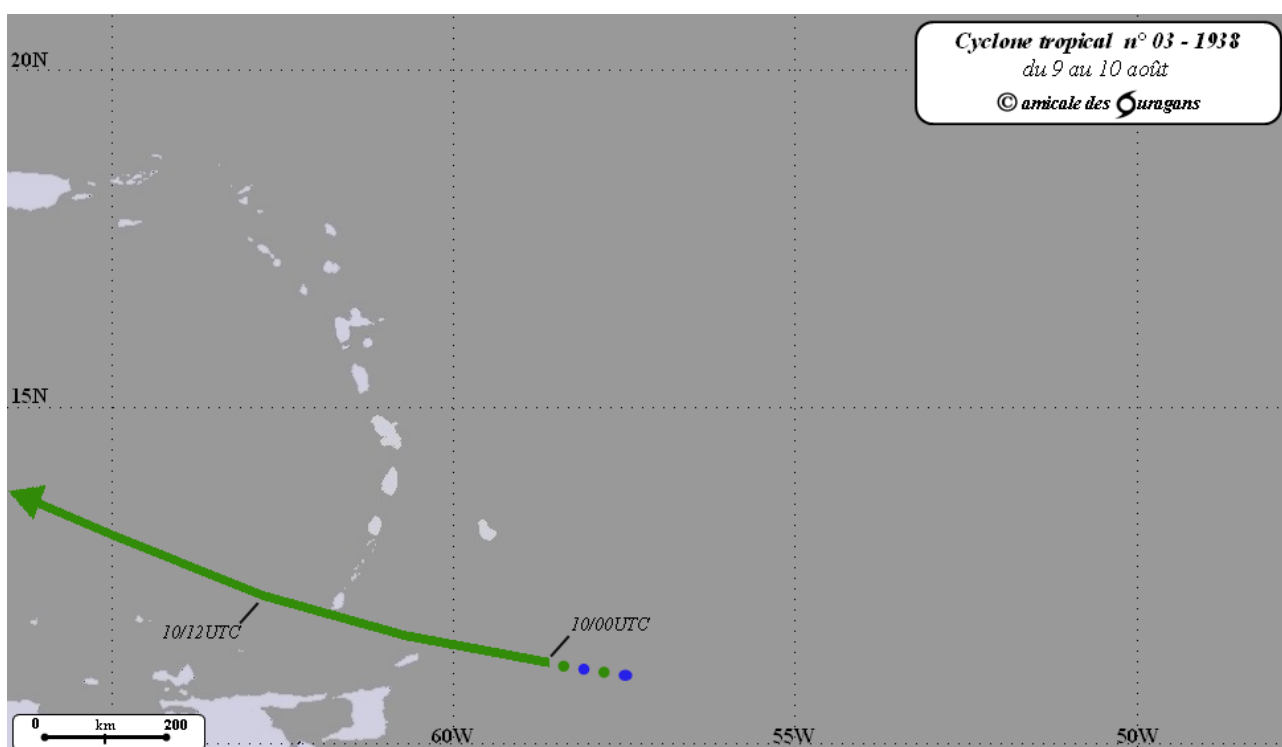 Cyclone tropical n° 03 - 1938
du 9 au 10 août
© amicale des Ouragans
20N
15N
10/12UTC
10/00UTC
0 km 200
60W
55W
50W